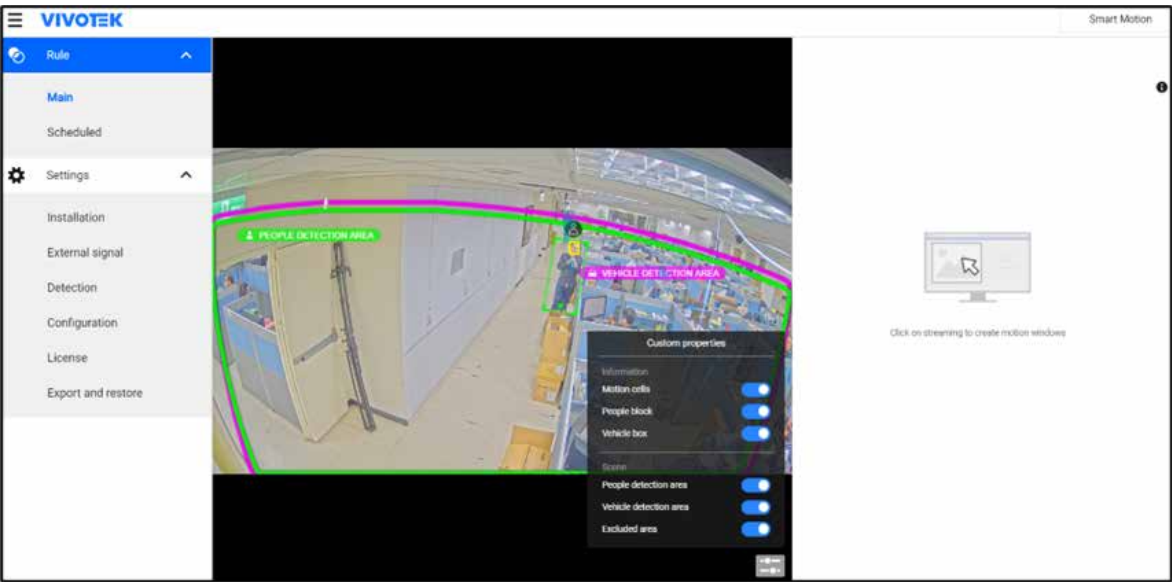 VIVOTEK
Smart Motion
Rule
Main
Scheduled
Settings
Installation
External signal
Detection
Configuration
License
Export and restore
PEOPLE DETECTION AREA
VEHICLE DETECTION AREA
Custom properties
Information
Motion cells
People block
Vehicle box
Scene
People detection area
Vehicle detection area
Excluded area
Click on streaming to create motion windows